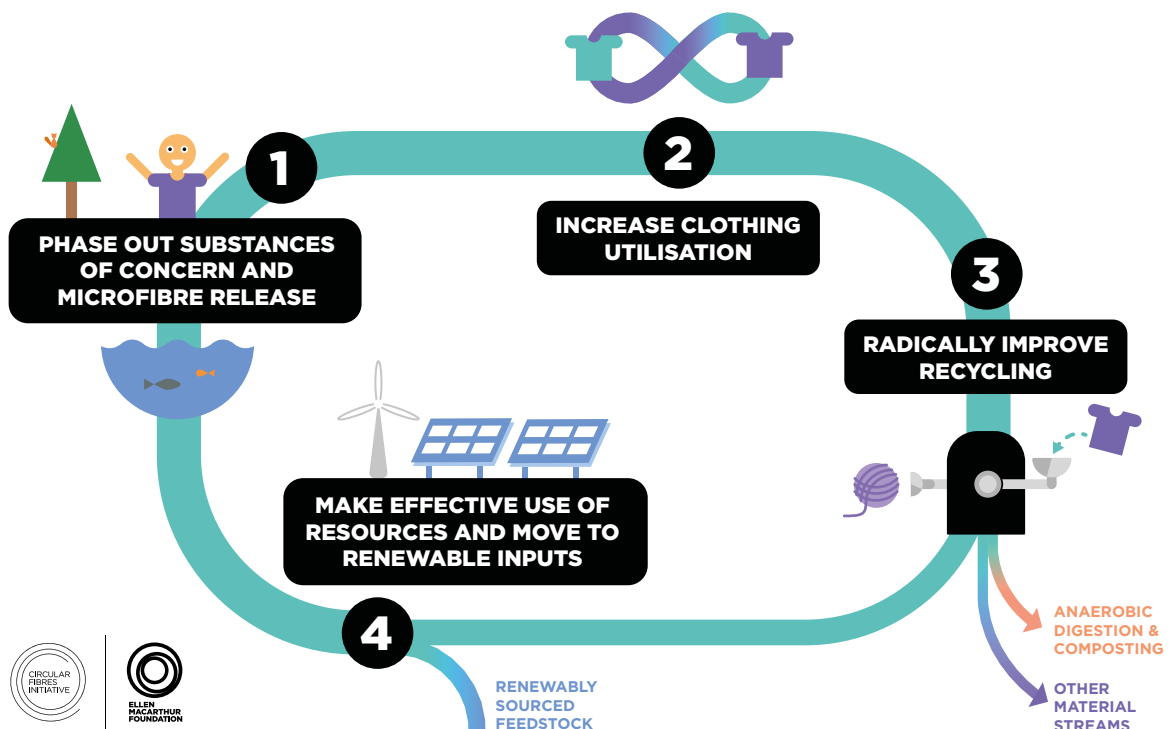 1
PHASE OUT SUBSTANCES
OF CONCERN AND
MICROFIBRE RELEASE
2
INCREASE CLOTHING
UTILISATION
3
RADICALLY IMPROVE
RECYCLING
MAKE EFFECTIVE USE OF
RESOURCES AND MOVE TO
RENEWABLE INPUTS
4
ANAEROBIC
DIGESTION &
COMPOSTING
OTHER
MATERIAL
STREAMS
RENEWABLY
SOURCED
FEEDSTOCK
CIRCULAR
FIBRES
INITIATIVE
ELLEN
MACARTHUR
FOUNDATION